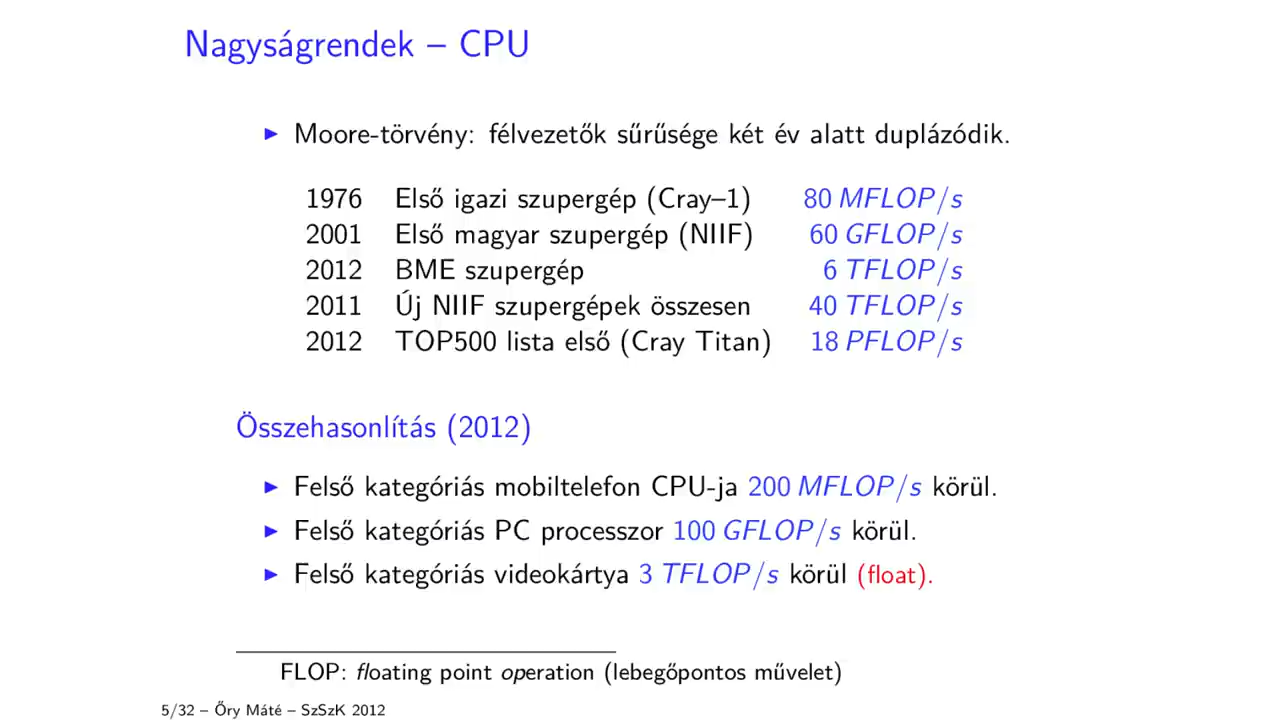 Nagyságrendek – CPU
▶ Moore-törvény: félvezetők sűrűsége két év alatt duplázódik.
1976 Első igazi szupergép (Cray–1) 80 MFLOP/s
2001 Első magyar szupergép (NIIF) 60 GFLOP/s
2012 BME szupergép 6 TFLOP/s
2011 Új NIIF szupergépek összesen 40 TFLOP/s
2012 TOP500 lista első (Cray Titan) 18 PFLOP/s
Összehasonlítás (2012)
▶ Felső kategóriás mobiltelefon CPU-ja 200 MFLOP/s körül.
▶ Felső kategóriás PC processzor 100 GFLOP/s körül.
▶ Felső kategóriás videokártya 3 TFLOP/s körül (float).
FLOP: floating point operation (lebegőpontos művelet)
5/32 – Őry Máté – SzSzK 2012